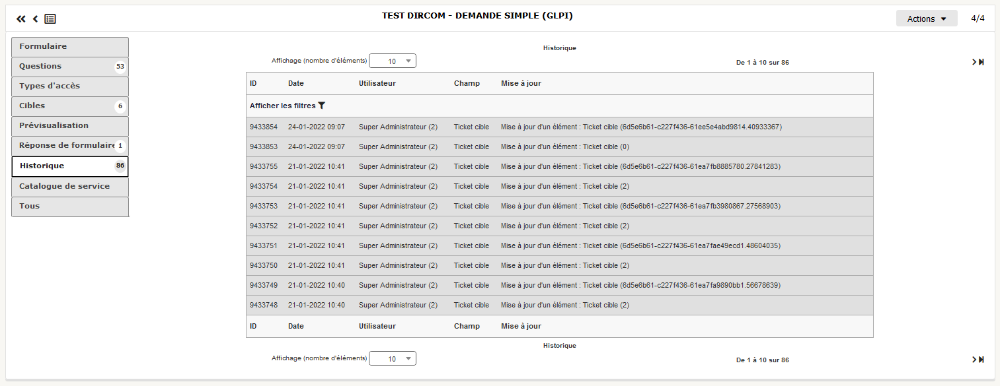 TEST DIRCOM - DEMANDE SIMPLE (GLPI)
Actions
4/4
Formulaire
Questions 53
Types d'accès
Cibles 6
Prévisualisation
Réponse de formulaire 1
Historique 86
Catalogue de service
Tous
Historique
Affichage (nombre d'éléments) 10
De 1 à 10 sur 86
ID Date Utilisateur Champ Mise à jour
Afficher les filtres
9433854 24-01-2022 09:07 Super Administrateur (2) Ticket cible Mise à jour d'un élément : Ticket cible (6d5e6b61-c227f436-61ee5e4abd9814.40933367)
9433853 24-01-2022 09:07 Super Administrateur (2) Ticket cible Mise à jour d'un élément : Ticket cible (0)
9433755 21-01-2022 10:41 Super Administrateur (2) Ticket cible Mise à jour d'un élément : Ticket cible (6d5e6b61-c227f436-61ea7fb8885780.27841283)
9433754 21-01-2022 10:41 Super Administrateur (2) Ticket cible Mise à jour d'un élément : Ticket cible (2)
9433753 21-01-2022 10:41 Super Administrateur (2) Ticket cible Mise à jour d'un élément : Ticket cible (6d5e6b61-c227f436-61ea7fb3980867.27568903)
9433752 21-01-2022 10:41 Super Administrateur (2) Ticket cible Mise à jour d'un élément : Ticket cible (2)
9433751 21-01-2022 10:41 Super Administrateur (2) Ticket cible Mise à jour d'un élément : Ticket cible (6d5e6b61-c227f436-61ea7fae49ecd1.48604035)
9433750 21-01-2022 10:41 Super Administrateur (2) Ticket cible Mise à jour d'un élément : Ticket cible (2)
9433749 21-01-2022 10:40 Super Administrateur (2) Ticket cible Mise à jour d'un élément : Ticket cible (6d5e6b61-c227f436-61ea7fa9890bb1.56678639)
9433748 21-01-2022 10:40 Super Administrateur (2) Ticket cible Mise à jour d'un élément : Ticket cible (2)
ID Date Utilisateur Champ Mise à jour
Historique
Affichage (nombre d'éléments) 10
De 1 à 10 sur 86